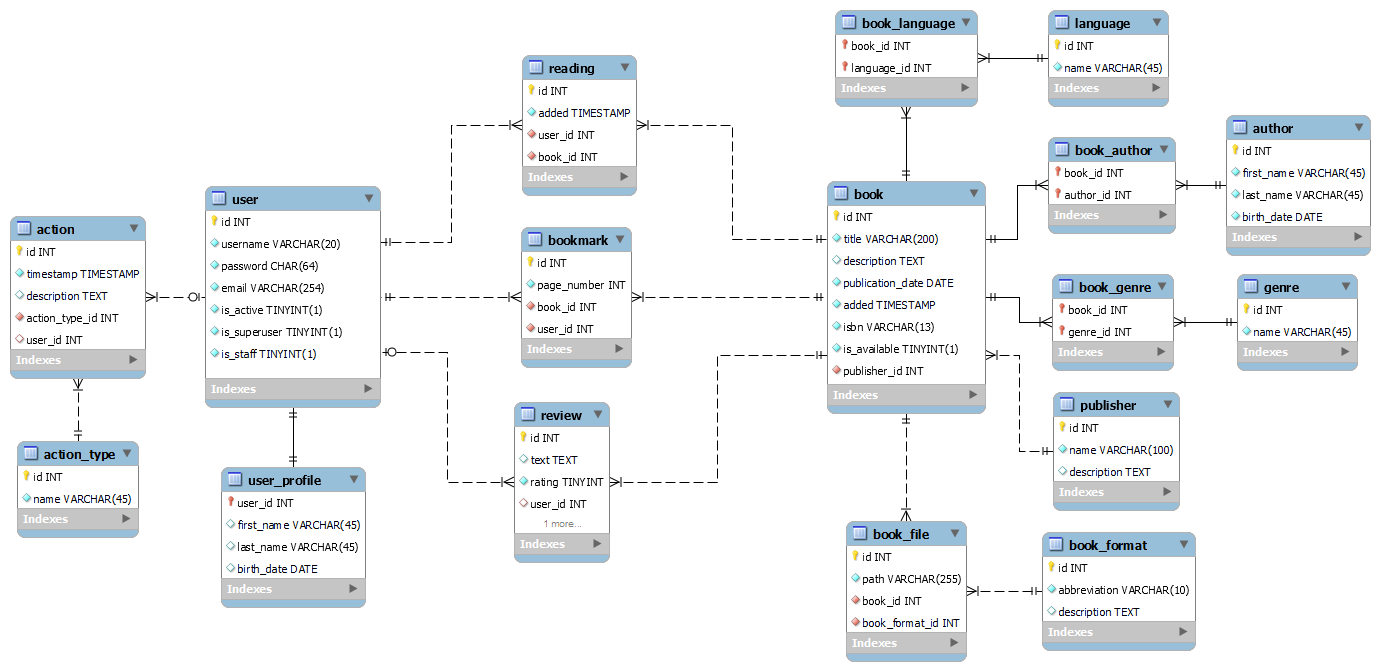 book_language
book_id INT
language_id INT
Indexes
language
id INT
name VARCHAR(45)
Indexes
reading
id INT
added TIMESTAMP
user_id INT
book_id INT
Indexes
book_author
book_id INT
author_id INT
Indexes
author
id INT
first_name VARCHAR(45)
last_name VARCHAR(45)
birth_date DATE
Indexes
user
id INT
username VARCHAR(20)
password CHAR(64)
email VARCHAR(254)
is_active TINYINT(1)
is_superuser TINYINT(1)
is_staff TINYINT(1)
Indexes
book
id INT
title VARCHAR(200)
description TEXT
publication_date DATE
added TIMESTAMP
isbn VARCHAR(13)
is_available TINYINT(1)
publisher_id INT
Indexes
action
id INT
timestamp TIMESTAMP
description TEXT
action_type_id INT
user_id INT
Indexes
bookmark
id INT
page_number INT
book_id INT
user_id INT
Indexes
book_genre
book_id INT
genre_id INT
Indexes
genre
id INT
name VARCHAR(45)
Indexes
publisher
id INT
name VARCHAR(100)
description TEXT
Indexes
review
id INT
text TEXT
rating TINYINT
user_id INT
1 more...
Indexes
action_type
id INT
name VARCHAR(45)
Indexes
user_profile
user_id INT
first_name VARCHAR(45)
last_name VARCHAR(45)
birth_date DATE
Indexes
book_file
id INT
path VARCHAR(255)
book_id INT
book_format_id INT
Indexes
book_format
id INT
abbreviation VARCHAR(10)
description TEXT
Indexes